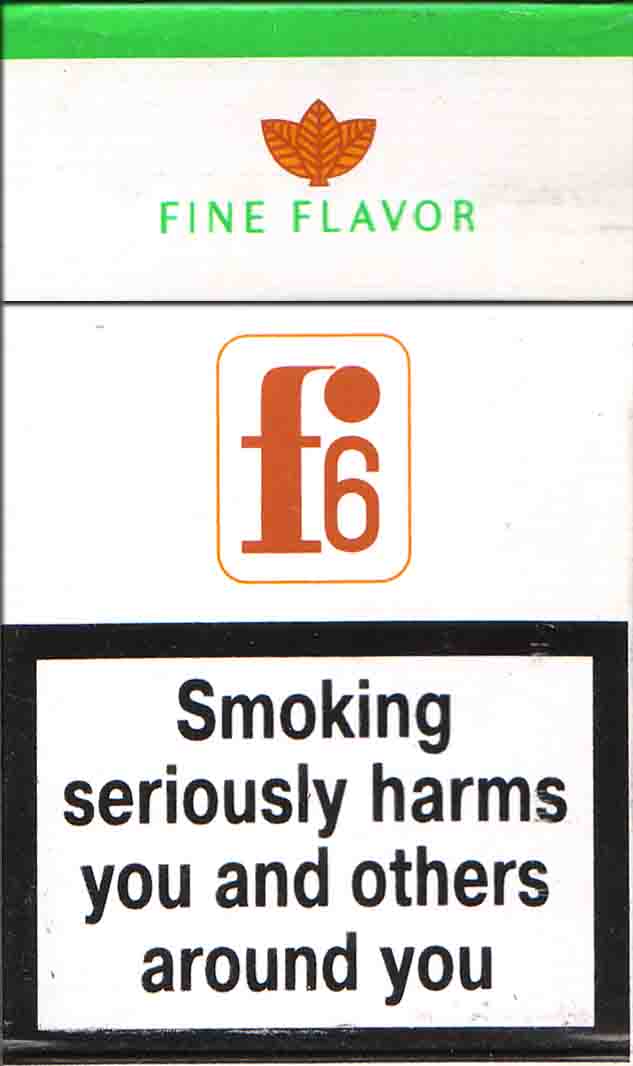 FINE FLAVOR
f6
Smoking
seriously harms
you and others
around you